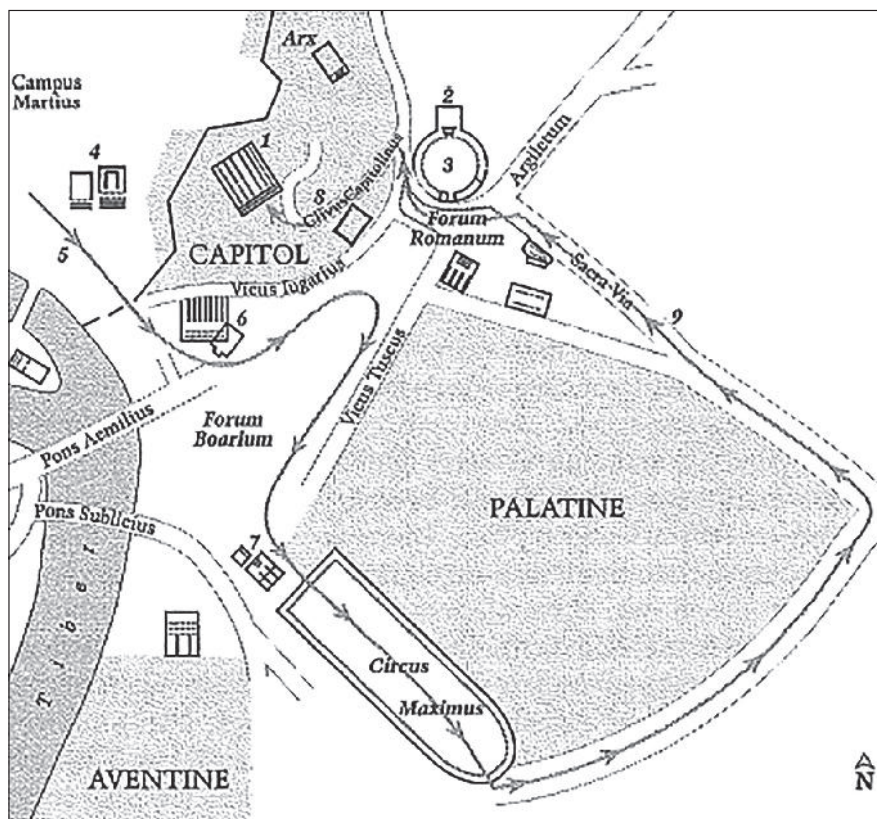 Arx
Campus
Martius
2
1
3
4
Argiletum
8
Clivus Capitolinus
Forum
Romanum
5
CAPITOL
Vicus Iugarius
Sacra Via
6
9
Vicus Tuscus
Forum
Boarium
Pons Aemilius
PALATINE
Pons Sublicius
7
Tiber
Circus
Maximus
AVENTINE
N